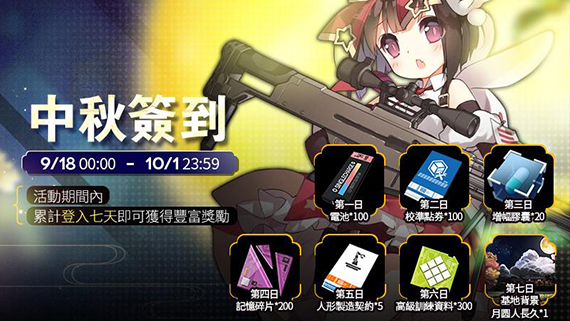 中秋簽到
9/18 00:00 - 10/1 23:59
活動期間內
累計登入七天即可獲得豐富獎勵
第一日
電池*100
第二日
校準點券*100
第三日
增幅膠囊*20
第四日
記憶碎片*200
第五日
人形製造契約*5
第六日
高級訓練資料*300
第七日
基地背景
月圓人長久*1